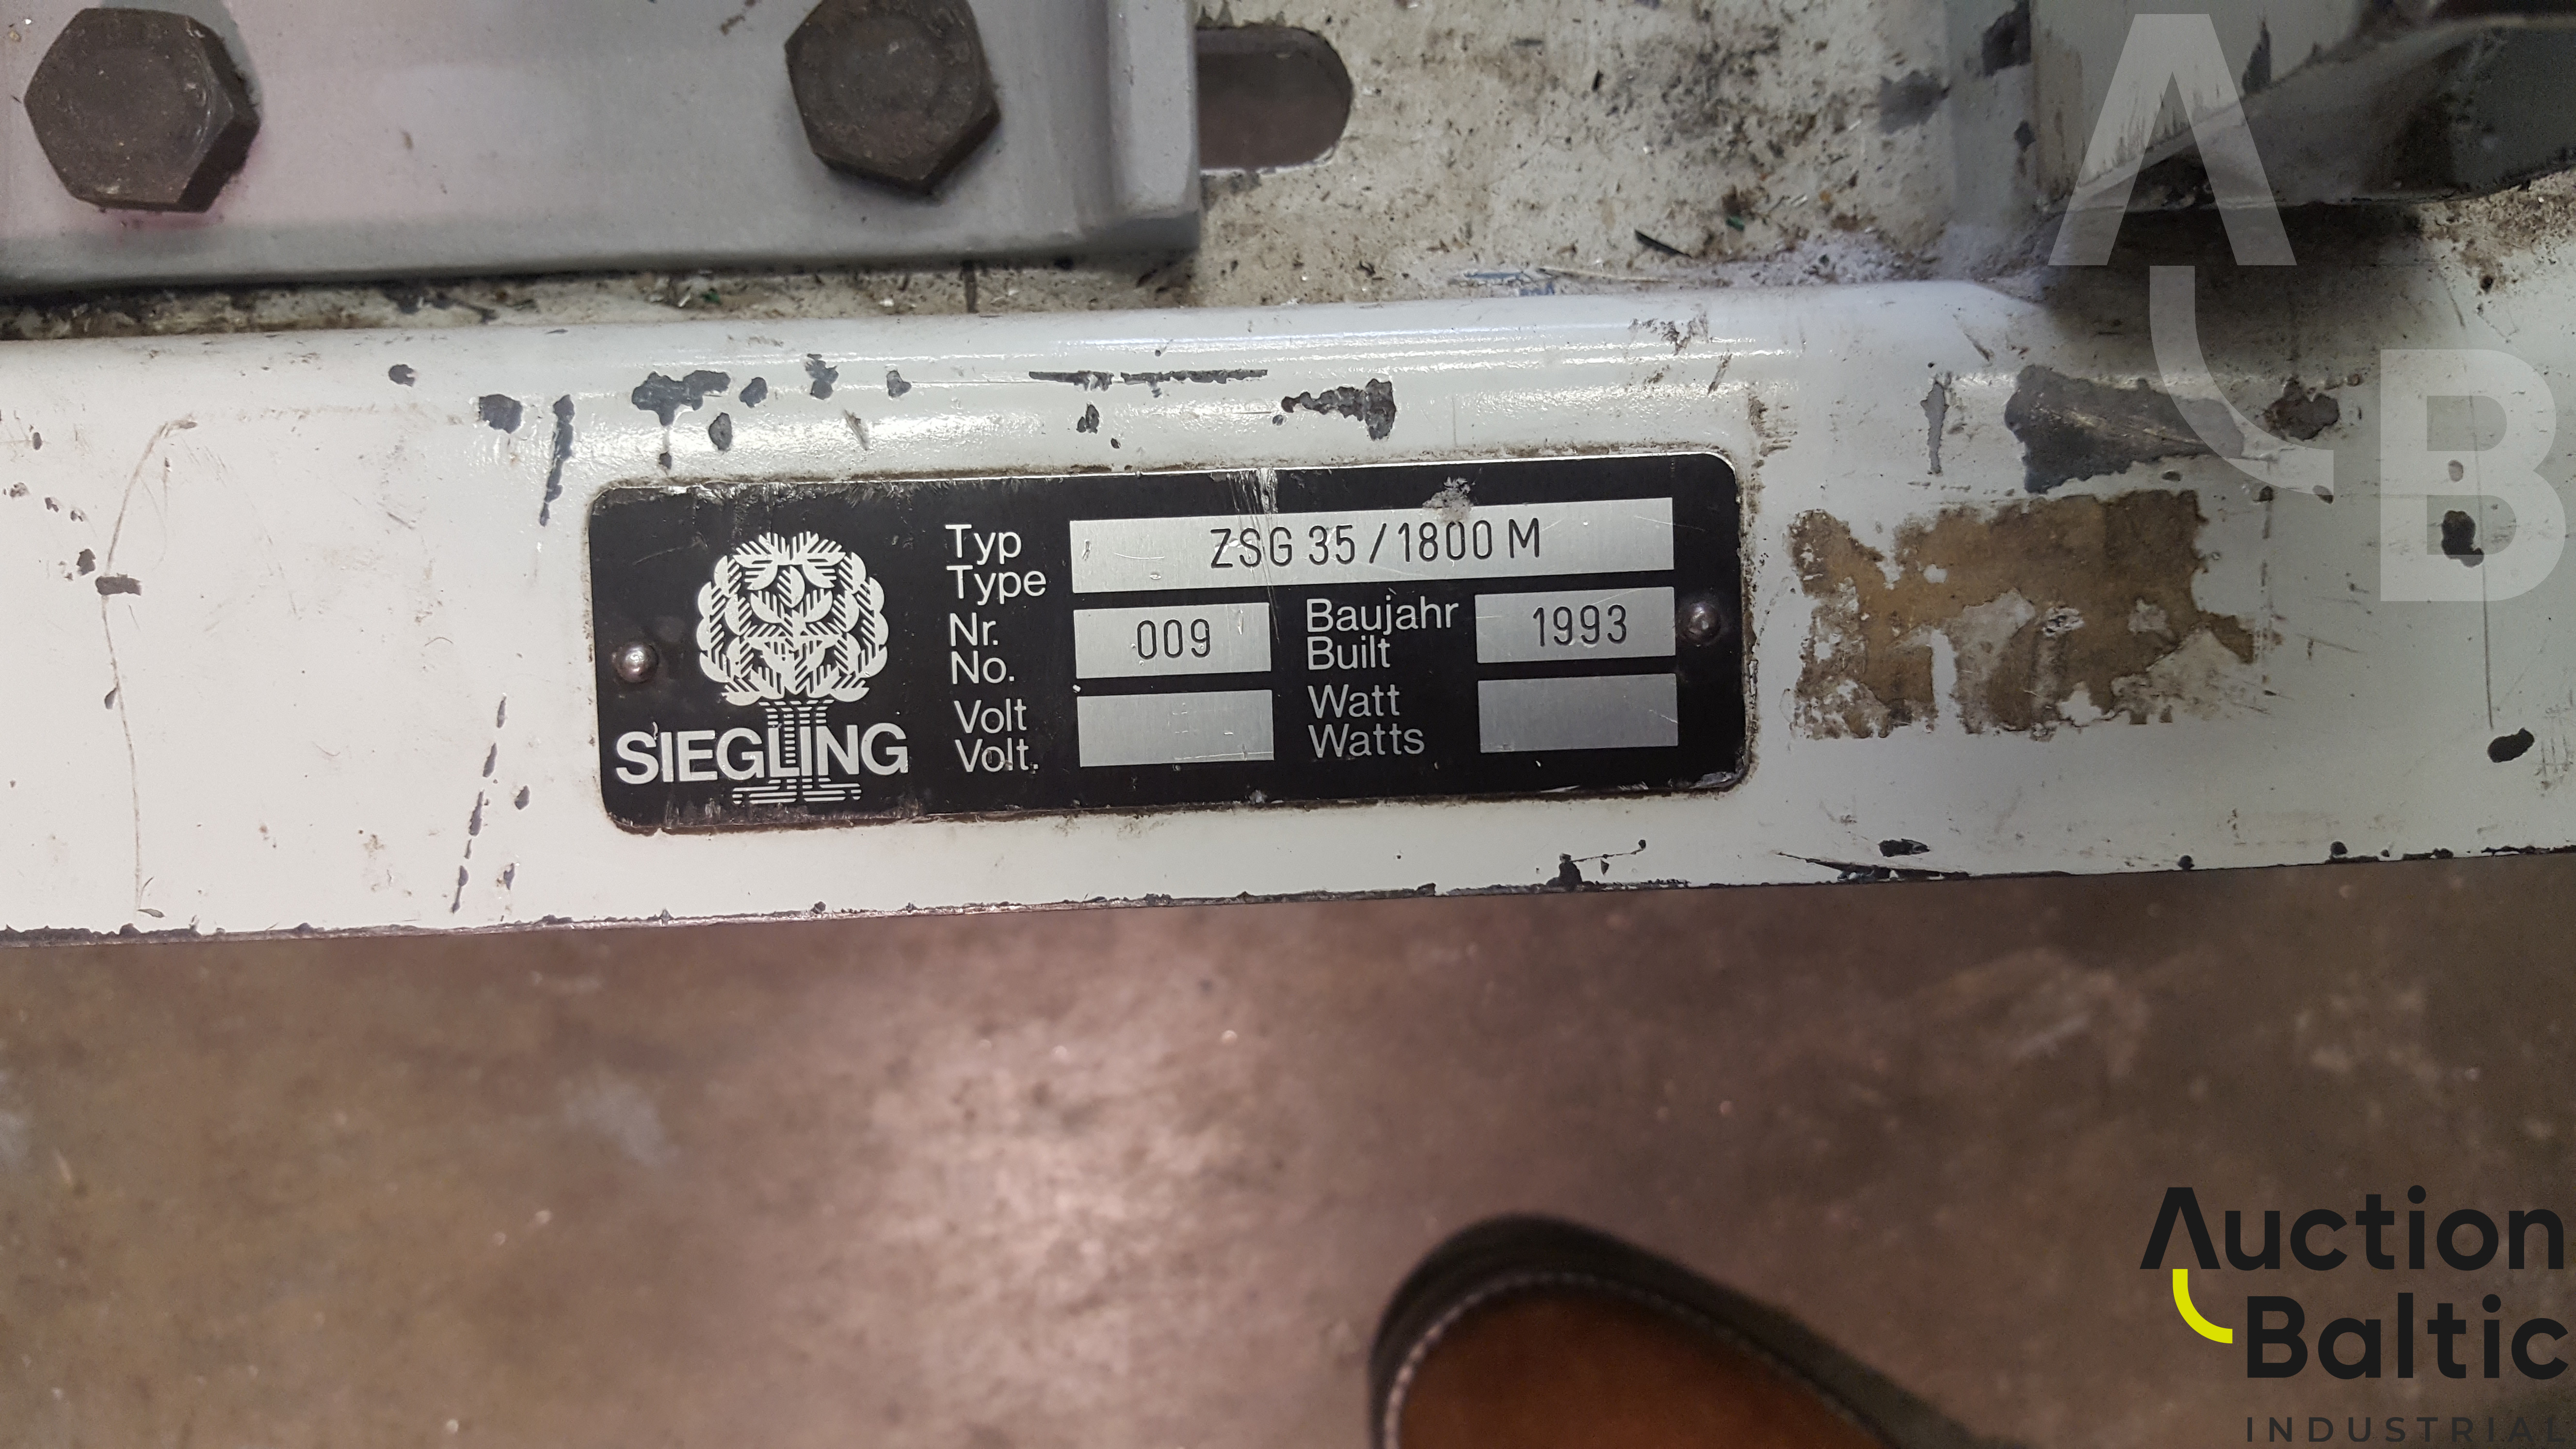 A
B
Typ
Type
ZSG 35 / 1800 M
Nr.
No.
009
Baujahr
Built
1993
Volt
Volt.
Watt
Watts
SIEGLING
Auction
Baltic
INDUSTRIAL